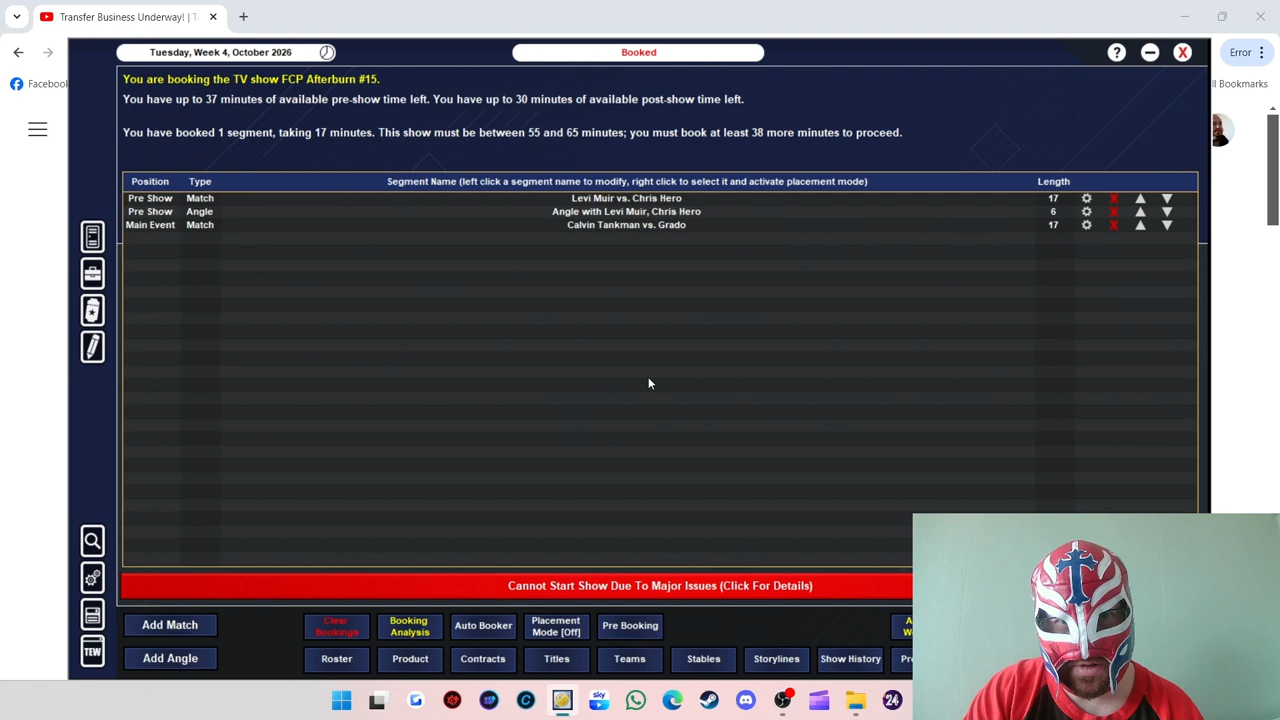 Transfer Business Underway! | T
Tuesday, Week 4, October 2026
Booked
?
X
Error
Facebook
ll Bookmarks
You are booking the TV show FCP Afterburn #15.
You have up to 37 minutes of available pre-show time left. You have up to 30 minutes of available post-show time left.
You have booked 1 segment, taking 17 minutes. This show must be between 55 and 65 minutes; you must book at least 38 more minutes to proceed.
Position Type Segment Name (left click a segment name to modify, right click to select it and activate placement mode) Length
Pre Show Match Levi Muir vs. Chris Hero 17 X
Pre Show Angle Angle with Levi Muir, Chris Hero 6 X
Main Event Match Calvin Tankman vs. Grado 17 X
Cannot Start Show Due To Major Issues (Click For Details)
Add Match
Clear Bookings
Booking Analysis
Auto Booker
Placement Mode [Off]
Pre Booking
TEW
Add Angle
Roster
Product
Contracts
Titles
Teams
Stables
Storylines
Show History
sky
24